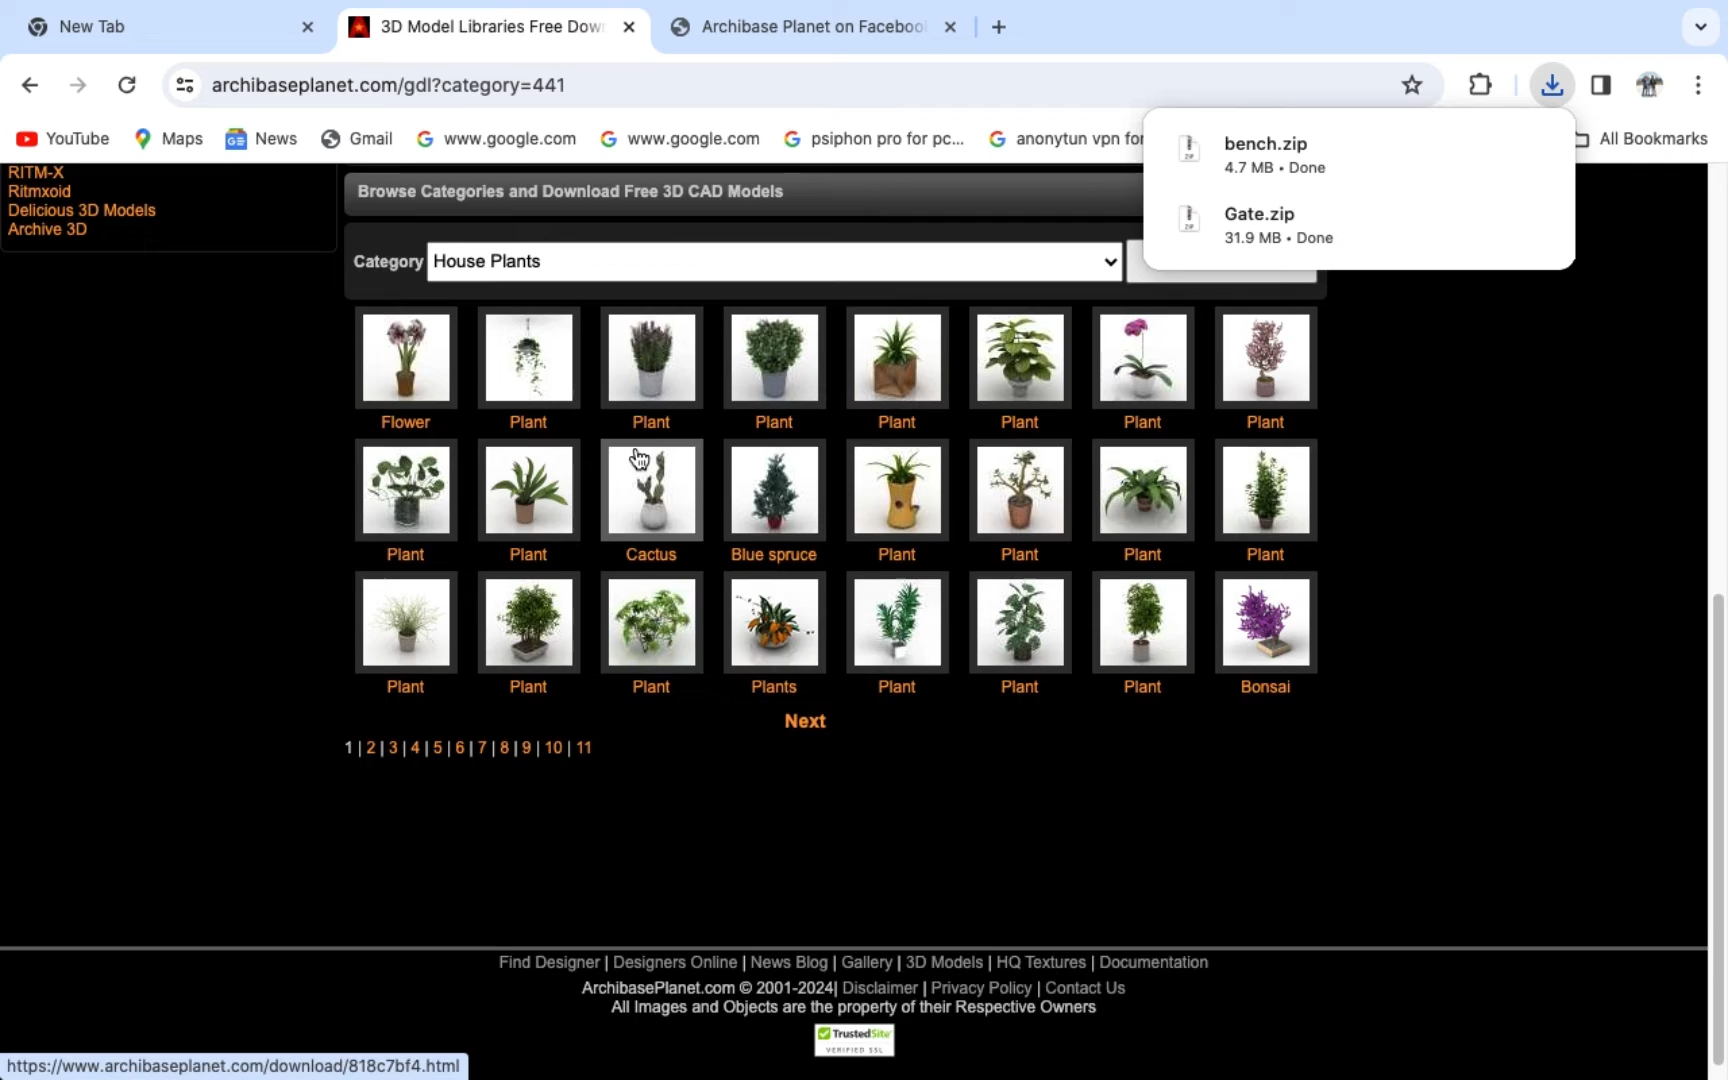 New Tab
3D Model Libraries Free Dow
Archibase Planet on Facebook
archibaseplanet.com/gdl?category=441
YouTube
Maps
News
Gmail
www.google.com
www.google.com
psiphon pro for pc...
anonytun vpn for
All Bookmarks
bench.zip
4.7 MB • Done
Gate.zip
31.9 MB • Done
RITM-X
Ritmxoid
Delicious 3D Models
Archive 3D
Browse Categories and Download Free 3D CAD Models
Category House Plants
Flower Plant Plant Plant Plant Plant Plant Plant
Plant Plant Cactus Blue spruce Plant Plant Plant Plant
Plant Plant Plant Plants Plant Plant Plant Bonsai
Next
1 | 2 | 3 | 4 | 5 | 6 | 7 | 8 | 9 | 10 | 11
Find Designer | Designers Online | News Blog | Gallery | 3D Models | HQ Textures | Documentation
ArchibasePlanet.com © 2001-2024| Disclaimer | Privacy Policy | Contact Us
All Images and Objects are the property of their Respective Owners
TrustedSite
VERIFIED SSL
https://www.archibaseplanet.com/download/818c7bf4.html